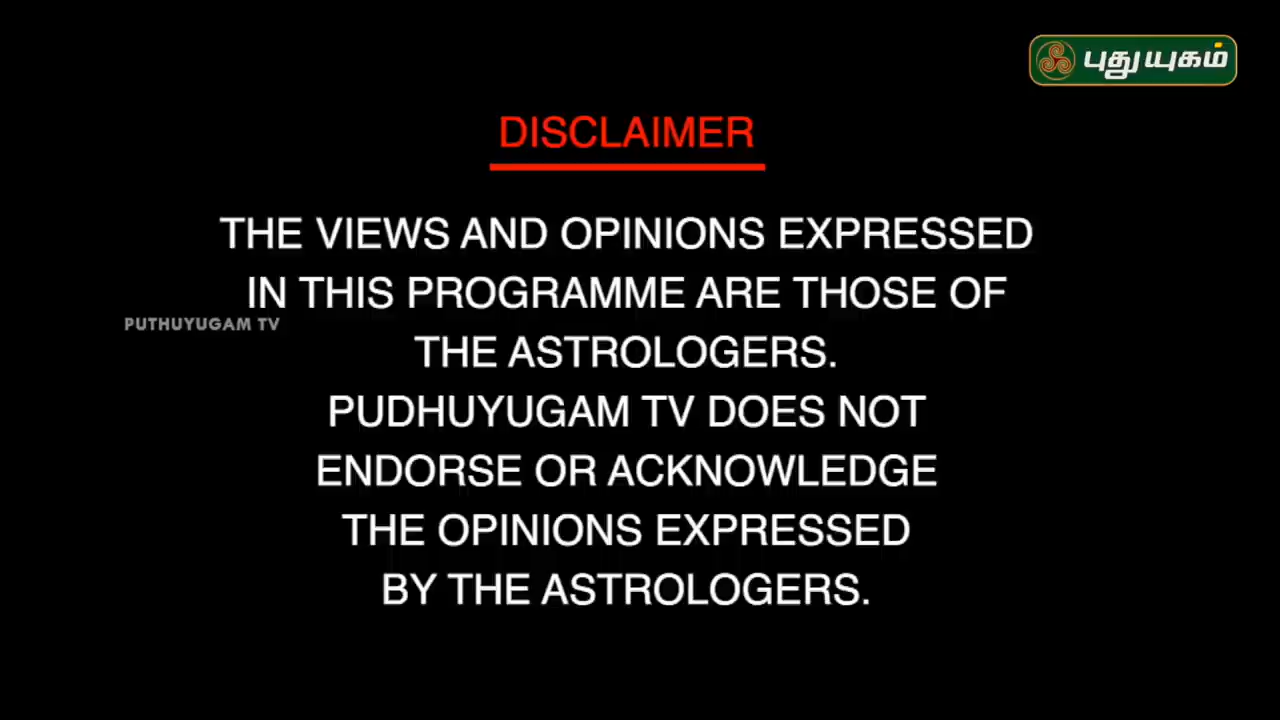 புதுயுகம்
DISCLAIMER
THE VIEWS AND OPINIONS EXPRESSED
IN THIS PROGRAMME ARE THOSE OF
PUTHUYUGAM TV
THE ASTROLOGERS.
PUDHUYUGAM TV DOES NOT
ENDORSE OR ACKNOWLEDGE
THE OPINIONS EXPRESSED
BY THE ASTROLOGERS.